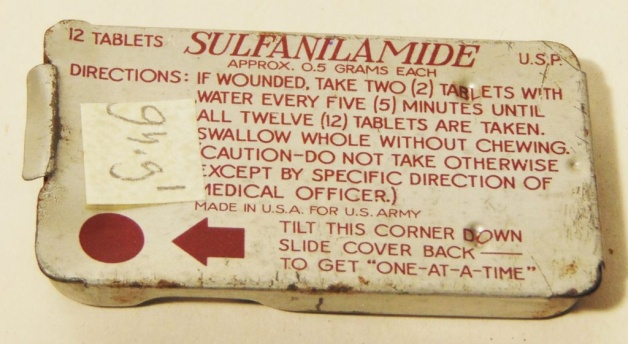 12 TABLETS SULFANILAMIDE U.S.P.
APPROX. 0.5 GRAMS EACH
DIRECTIONS: IF WOUNDED, TAKE TWO (2) TABLETS WITH
WATER EVERY FIVE (5) MINUTES UNTIL
ALL TWELVE (12) TABLETS ARE TAKEN.
SWALLOW WHOLE WITHOUT CHEWING.
(CAUTION-DO NOT TAKE OTHERWISE
EXCEPT BY SPECIFIC DIRECTION OF
MEDICAL OFFICER.)
MADE IN U.S.A. FOR U.S. ARMY
TILT THIS CORNER DOWN
SLIDE COVER BACK —
TO GET "ONE-AT-A-TIME"